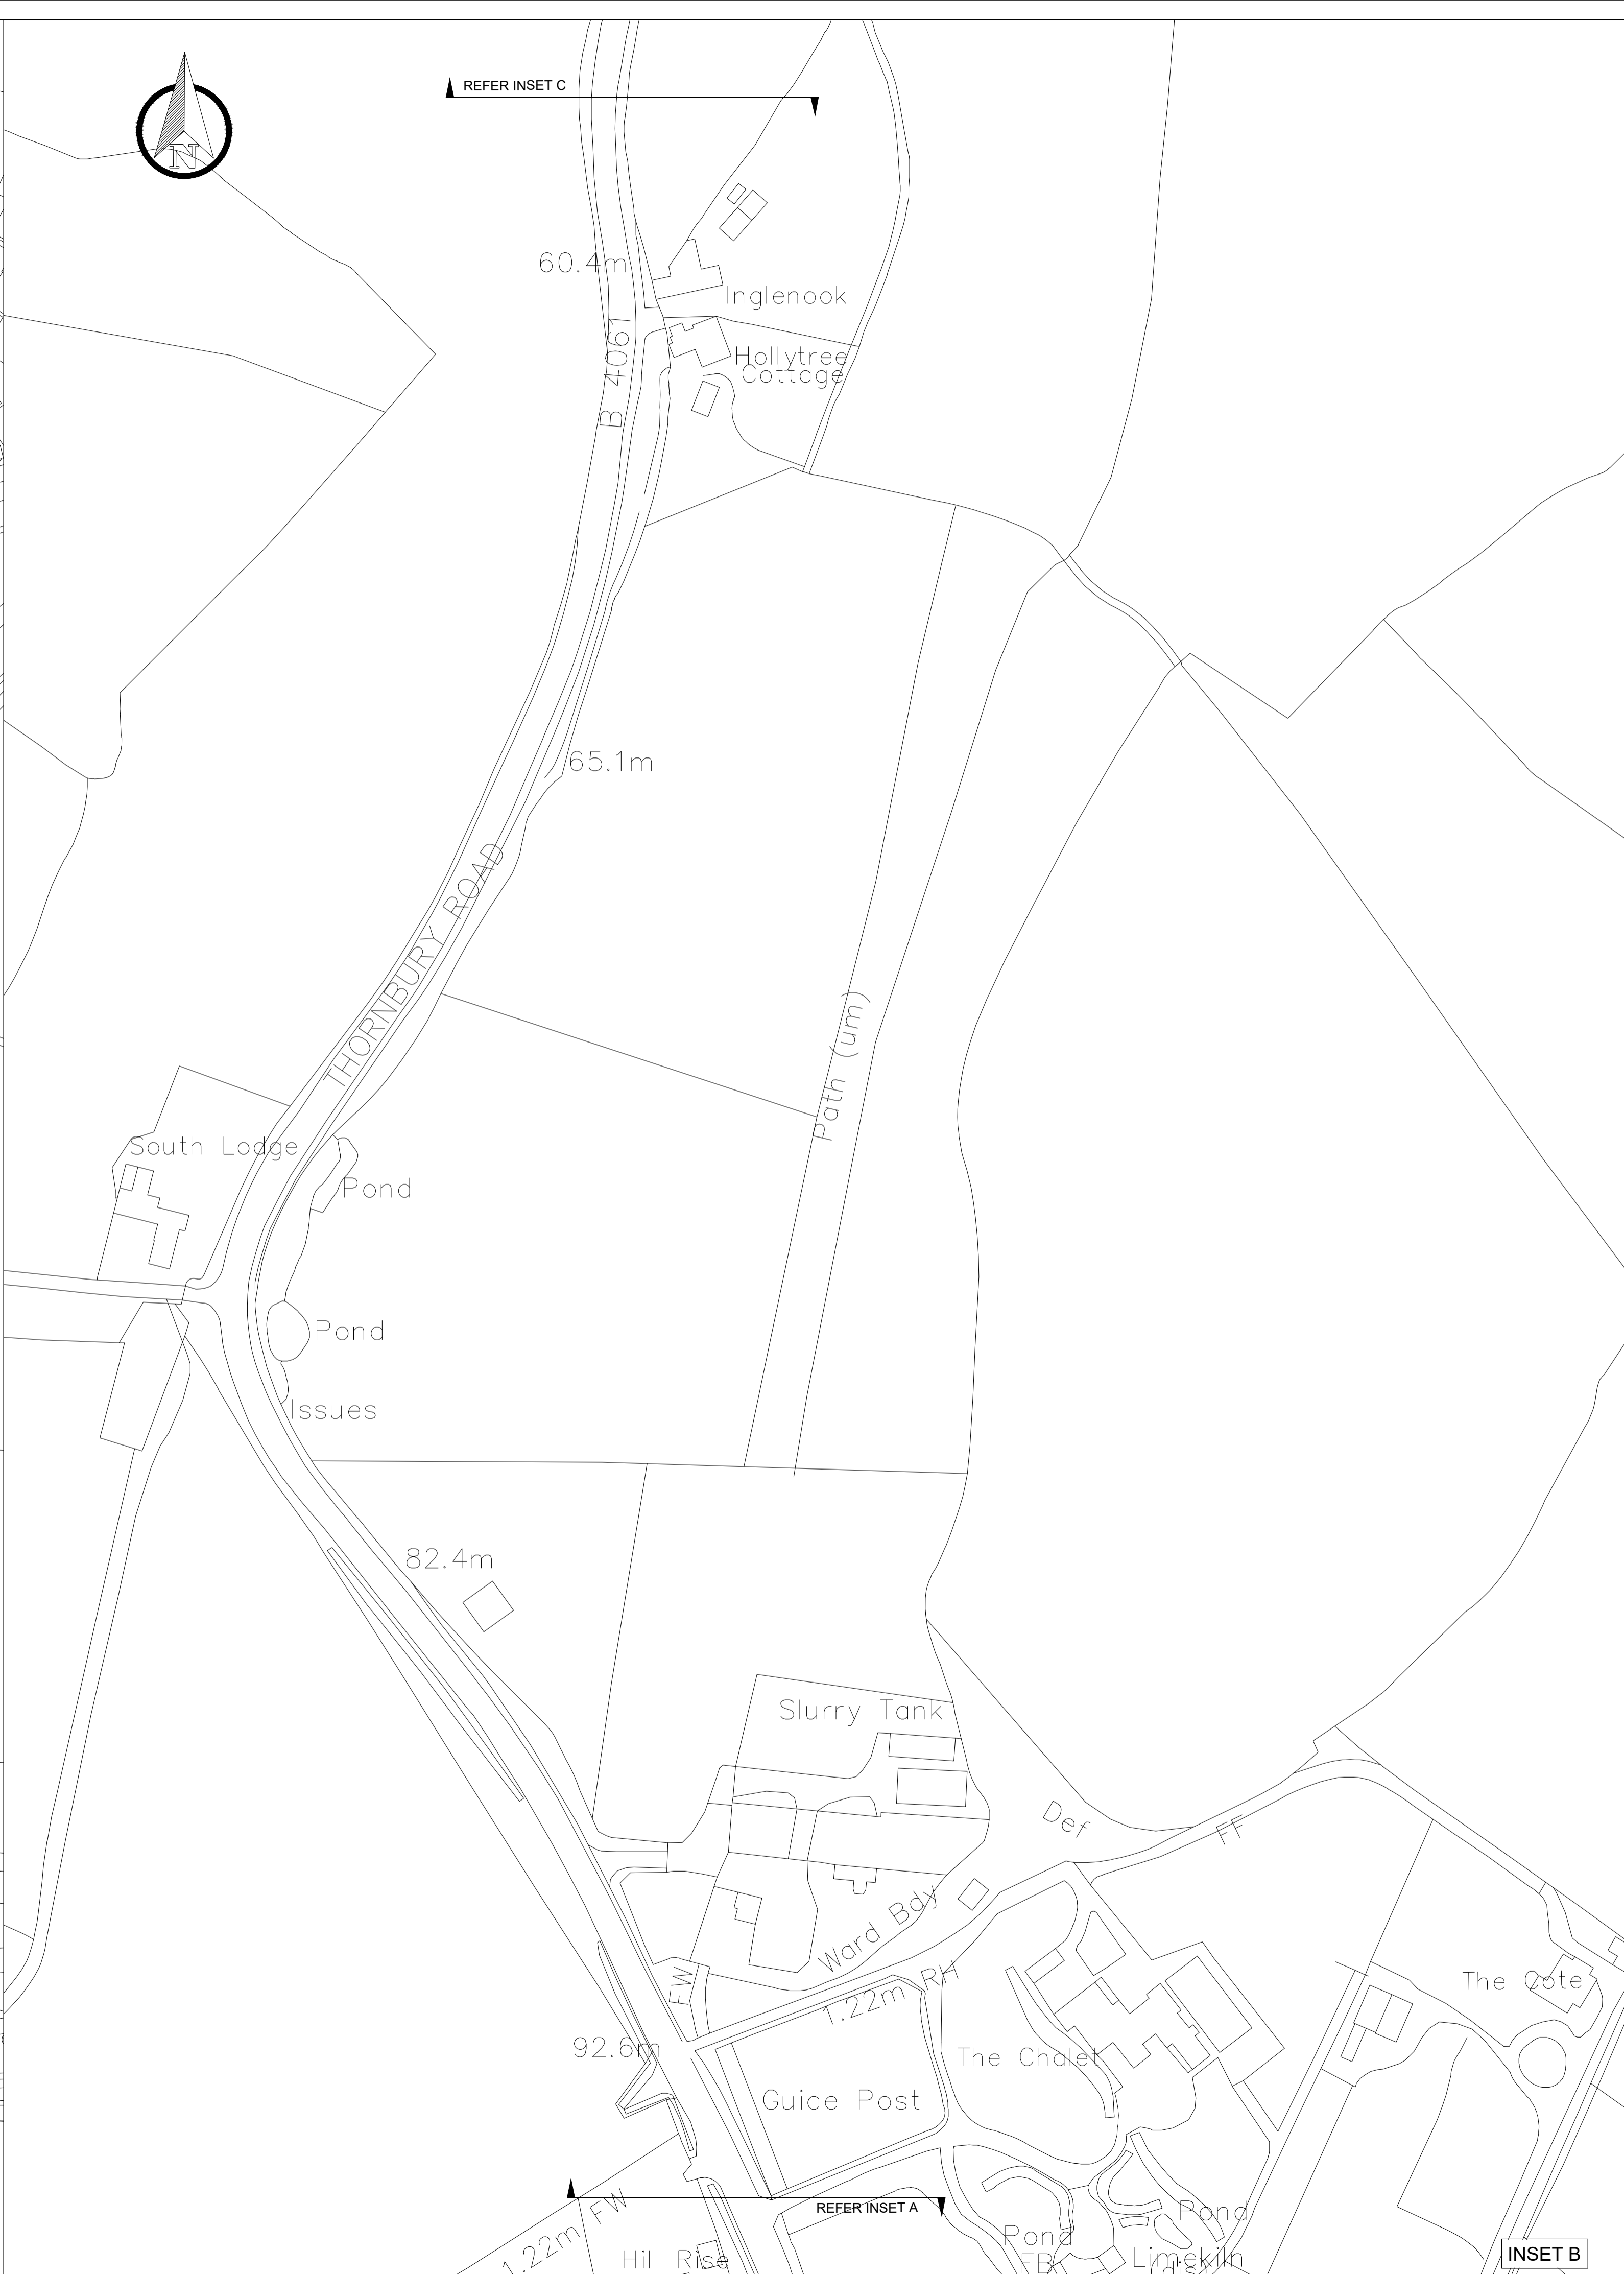 REFER INSET C
N
60.4m
Inglenook
B 4061
Hollytree
Cottage
65.1m
THORNBURY ROAD
Path (um)
South Lodge
Pond
Pond
Issues
82.4m
Slurry Tank
Def
FF
Ward Bdy
The Cote
FW
1.22m RH
92.6m
The Chalet
Guide Post
REFER INSET A
1.22m FW
Pond
Pond
FB
Hill Rise
Limekiln
INSET B